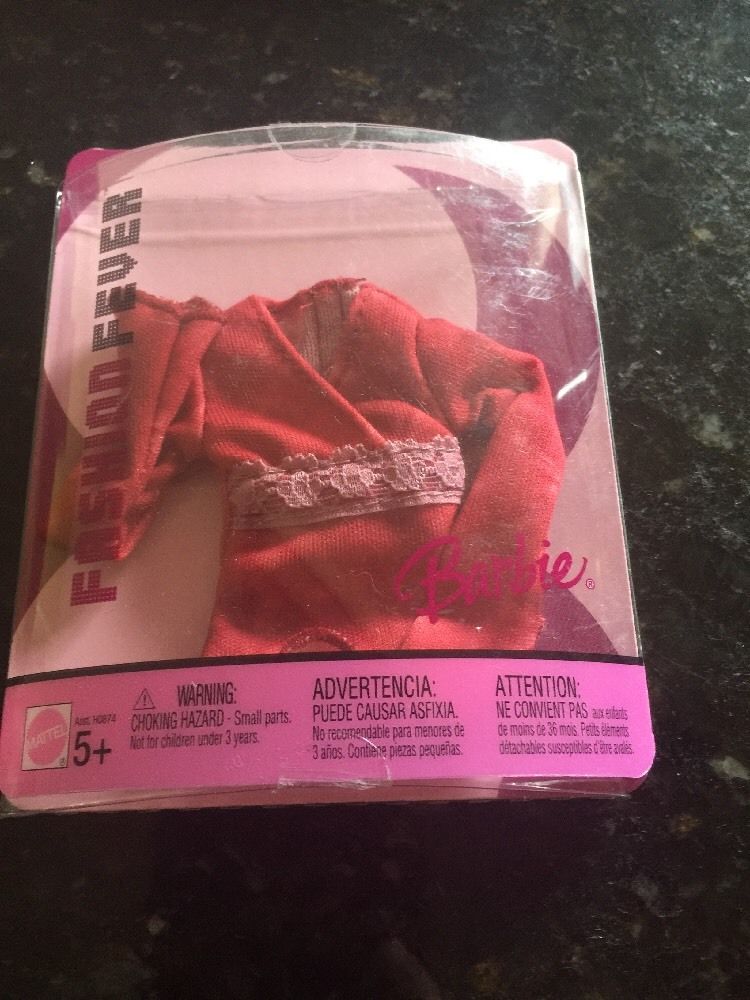 FASHION FEVER
Barbie®
MATTEL®
Asst. H0874
5+
WARNING:
CHOKING HAZARD - Small parts.
Not for children under 3 years.
ADVERTENCIA:
PUEDE CAUSAR ASFIXIA.
No recomendable para menores de
3 años. Contiene piezas pequeñas.
ATTENTION:
NE CONVIENT PAS aux enfants
de moins de 36 mois. Petits éléments
détachables susceptibles d'être avalés.